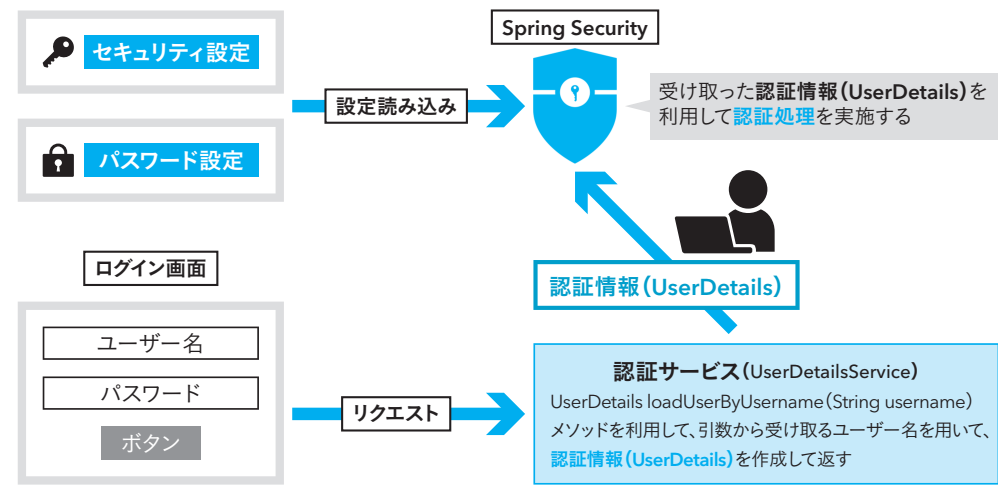 セキュリティ設定
パスワード設定
設定読み込み
Spring Security
受け取った認証情報(UserDetails)を
利用して認証処理を実施する
認証情報(UserDetails)
ログイン画面
ユーザー名
パスワード
ボタン
リクエスト
認証サービス(UserDetailsService)
UserDetails loadUserByUsername(String username)
メソッドを利用して、引数から受け取るユーザー名を用いて、
認証情報(UserDetails)を作成して返す